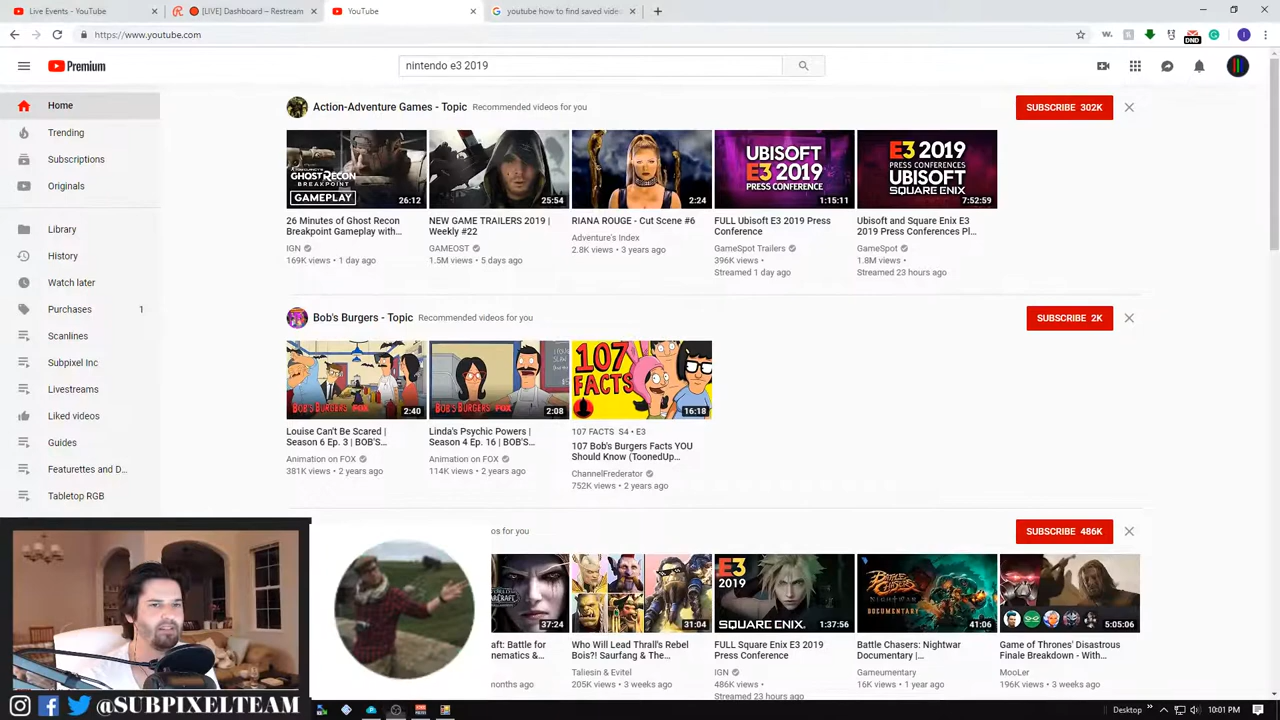 Live Events - YouTube
[LIVE] Dashboard – Restream
YouTube
youtube how to find saved video
https://www.youtube.com
DND
Premium
nintendo e3 2019
Home
Trending
Subscriptions
Originals
Library
History
Watch later
Purchases 1
Scanlines
Subpixel Inc
Livestreams
Liked videos
Guides
Featurettes and D...
Tabletop RGB
Action-Adventure Games - Topic Recommended videos for you
SUBSCRIBE 302K
GHOST RECON
BREAKPOINT
GAMEPLAY
26:12
25:54
2:24
UBISOFT
E3 2019
PRESS CONFERENCE
1:15:11
E3 2019
PRESS CONFERENCES
UBISOFT
SQUARE ENIX
7:52:59
26 Minutes of Ghost Recon
Breakpoint Gameplay with...
IGN
169K views • 1 day ago
NEW GAME TRAILERS 2019 |
Weekly #22
GAMEOST
1.5M views • 5 days ago
RIANA ROUGE - Cut Scene #6
Adventure's Index
2.8K views • 3 years ago
FULL Ubisoft E3 2019 Press
Conference
GameSpot Trailers
396K views •
Streamed 1 day ago
Ubisoft and Square Enix E3
2019 Press Conferences Pl...
GameSpot
1.8M views •
Streamed 23 hours ago
Bob's Burgers - Topic Recommended videos for you
SUBSCRIBE 2K
BOB'S BURGERS FOX
2:40
BOB'S BURGERS FOX
2:08
107
FACTS
16:18
Louise Can't Be Scared |
Season 6 Ep. 3 | BOB'S...
Animation on FOX
381K views • 2 years ago
Linda's Psychic Powers |
Season 4 Ep. 16 | BOB'S...
Animation on FOX
114K views • 2 years ago
107 FACTS S4 • E3
107 Bob's Burgers Facts YOU
Should Know (ToonedUp...
ChannelFrederator
752K views • 2 years ago
os for you
SUBSCRIBE 486K
37:24
31:04
E3
2019
SQUARE ENIX
1:37:56
BATTLE CHASERS
NIGHTWAR
DOCUMENTARY
41:06
5:05:06
aft: Battle for
nematics &...
months ago
Who Will Lead Thrall's Rebel
Bois?! Saurfang & The...
Taliesin & Evitel
205K views • 3 weeks ago
FULL Square Enix E3 2019
Press Conference
IGN
486K views •
Streamed 23 hours ago
Battle Chasers: Nightwar
Documentary |...
Gameumentary
16K views • 1 year ago
Game of Thrones' Disastrous
Finale Breakdown - With...
MooLer
196K views • 3 weeks ago
@SUBPIXELTEAM
Desktop
10:01 PM